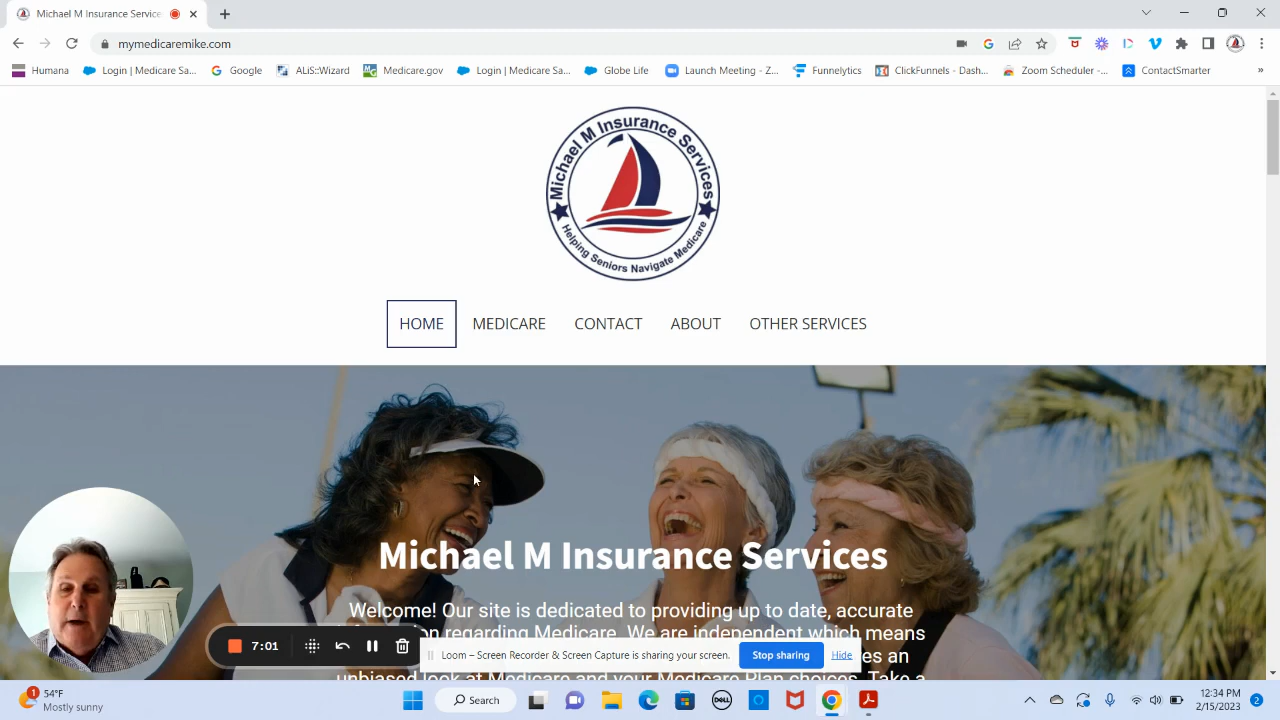 Michael M Insurance Service
mymedicaremike.com
Humana
Login | Medicare Sa...
Google
ALG-Wizard
Medicare.gov
Login | Medicare Sa...
Globe Life
Launch Meeting - Z...
Funnelytics
ClickFunnels - Dash...
Zoom Scheduler -...
ContactSmarter
»
Michael M Insurance Services
Helping Seniors Navigate Medicare
HOME
MEDICARE
CONTACT
ABOUT
OTHER SERVICES
Michael M Insurance Services
Welcome! Our site is dedicated to providing up to date, accurate
regarding Medicare. We are independent which means
es an
unbiased look at Medicare and your Medicare Plan choices. Take a
7:01
Loom – Screen Recorder & Screen Capture is sharing your screen.
Stop sharing
Hide
1
54°F
Mostly sunny
Search
DELL
12:34 PM
2/15/2023
2